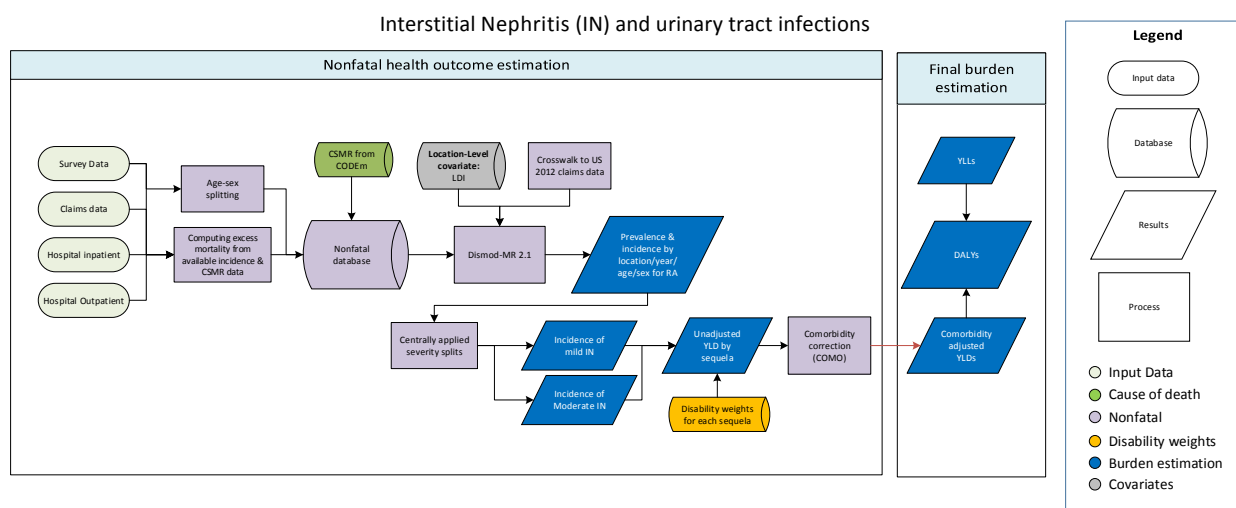 Interstitial Nephritis (IN) and urinary tract infections
Nonfatal health outcome estimation
Survey Data
Claims data
Hospital inpatient
Hospital Outpatient
Age-sex
splitting
Computing excess
mortality from
available incidence &
CSMR data
CSMR from
CODEm
Nonfatal
database
Location-Level
covariate:
LDI
Crosswalk to US
2012 claims data
Dismod-MR 2.1
Prevalence &
incidence by
location/year/
age/sex for RA
Centrally applied
severity splits
Incidence of
mild IN
Incidence of
Moderate IN
Unadjusted
YLD by
sequela
Disability weights
for each sequela
Comorbidity
correction
(COMO)
Final burden
estimation
YLLs
DALYs
Comorbidity
adjusted
YLDs
Legend
Input data
Database
Results
Process
Input Data
Cause of death
Nonfatal
Disability weights
Burden estimation
Covariates